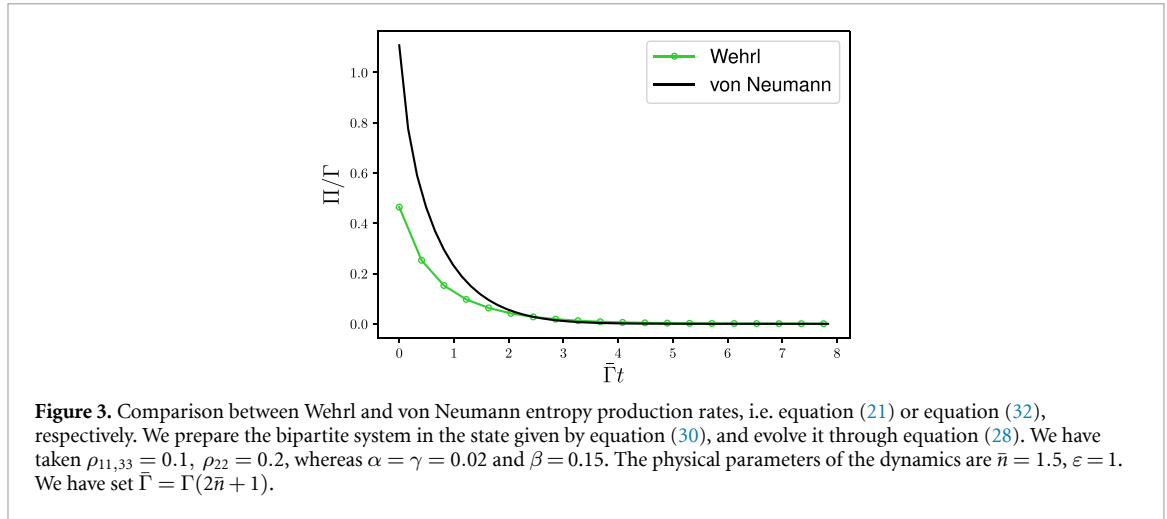 Wehrl
von Neumann
Π/Γ
1.0
0.8
0.6
0.4
0.2
0.0
0 1 2 3 4 5 6 7 8
Γ̄t
Figure 3. Comparison between Wehrl and von Neumann entropy production rates, i.e. equation (21) or equation (32),
respectively. We prepare the bipartite system in the state given by equation (30), and evolve it through equation (28). We have
taken ρ11,33 = 0.1, ρ22 = 0.2, whereas α = γ = 0.02 and β = 0.15. The physical parameters of the dynamics are n̄ = 1.5, ε = 1.
We have set Γ̄ = Γ(2n̄ + 1).